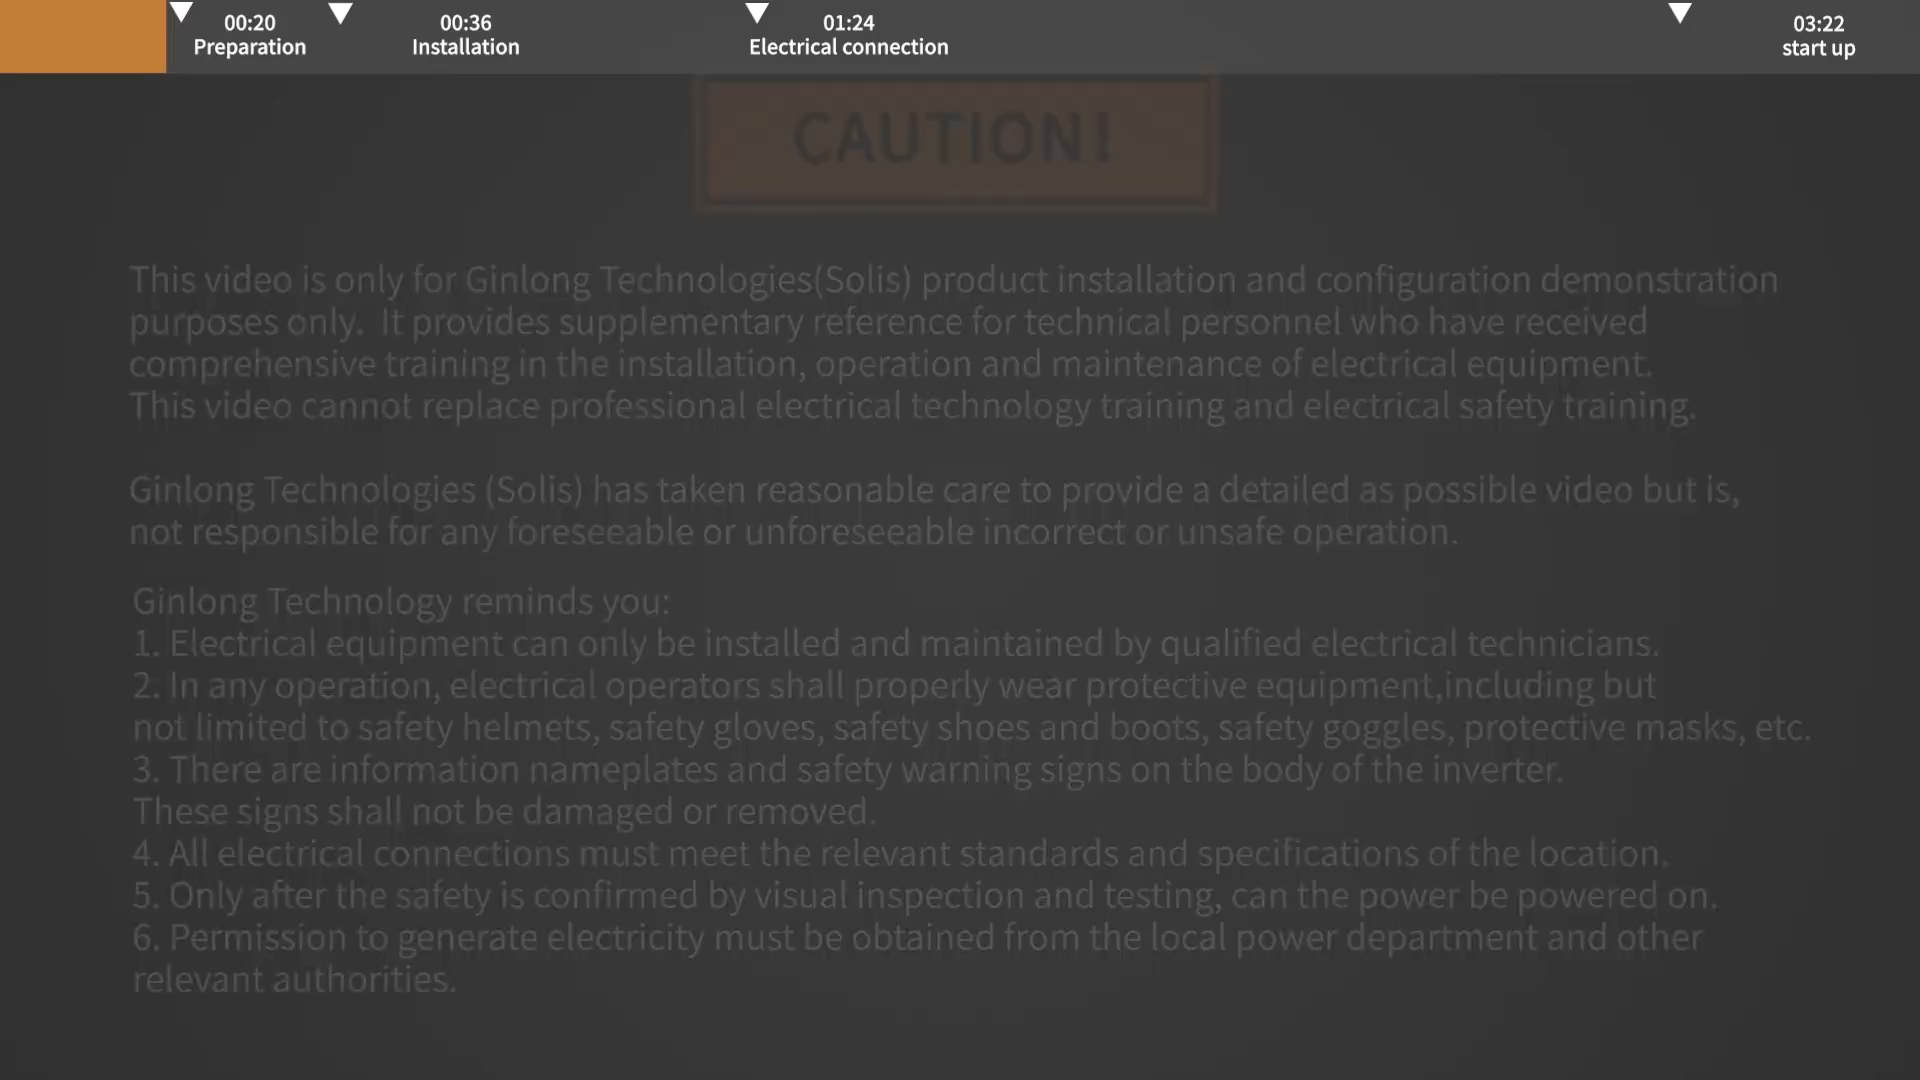 00:20
Preparation
00:36
Installation
01:24
Electrical connection
03:22
start up
CAUTION!
This video is only for Ginlong Technologies(Solis) product installation and configuration demonstration
purposes only. It provides supplementary reference for technical personnel who have received
comprehensive training in the installation, operation and maintenance of electrical equipment.
This video cannot replace professional electrical technology training and electrical safety training.
Ginlong Technologies (Solis) has taken reasonable care to provide a detailed as possible video but is,
not responsible for any foreseeable or unforeseeable incorrect or unsafe operation.
Ginlong Technology reminds you:
1. Electrical equipment can only be installed and maintained by qualified electrical technicians.
2. In any operation, electrical operators shall properly wear protective equipment,including but
not limited to safety helmets, safety gloves, safety shoes and boots, safety goggles, protective masks, etc.
3. There are information nameplates and safety warning signs on the body of the inverter.
These signs shall not be damaged or removed.
4. All electrical connections must meet the relevant standards and specifications of the location.
5. Only after the safety is confirmed by visual inspection and testing, can the power be powered on.
6. Permission to generate electricity must be obtained from the local power department and other
relevant authorities.